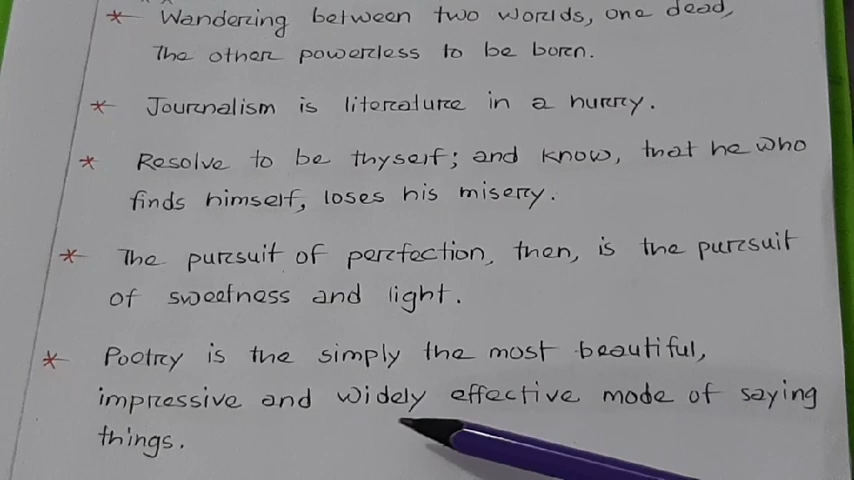 * Wandering between two worlds, one dead,
The other powerless to be born.
* Journalism is literature in a hurry.
* Resolve to be thyself; and know, that he who
finds himself, loses his misery.
* The pursuit of perfection, then, is the pursuit
of sweetness and light.
* Poetry is the simply the most beautiful,
impressive and widely effective mode of saying
things.